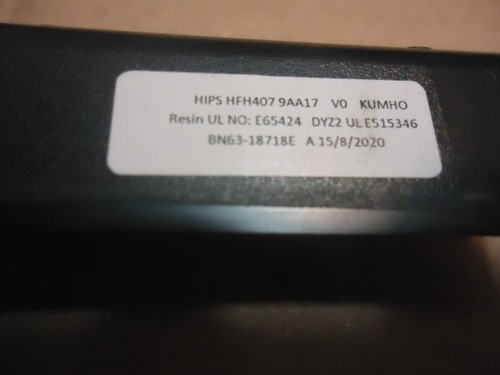 HIPS HFH407 9AA17 V0 KUMHO
Resin UL NO: E65424 DYZ2 UL E515346
BN63-18718E A 15/8/2020